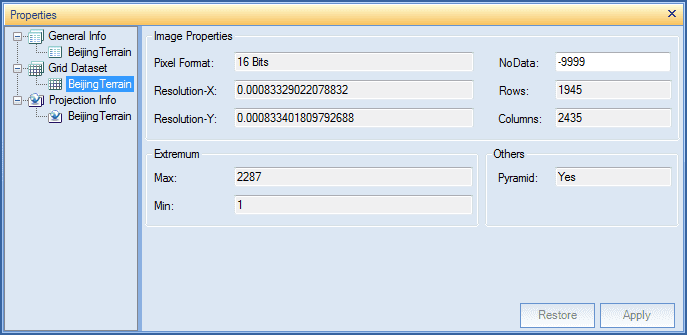 Properties
General Info
BeijingTerrain
Grid Dataset
BeijingTerrain
Projection Info
BeijingTerrain
Image Properties
Pixel Format: 16 Bits NoData: -9999
Resolution-X: 0.00083329022078832 Rows: 1945
Resolution-Y: 0.000833401809792688 Columns: 2435
Extremum Others
Max: 2287 Pyramid: Yes
Min: 1
Restore Apply